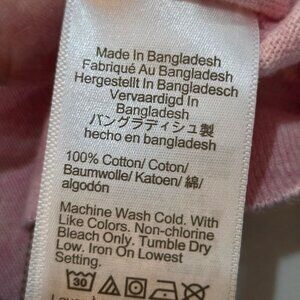 Made In Bangladesh
Fabriqué Au Bangladesh
Hergestellt In Bangladesch
Vervaardigd In
Bangladesh
バングラディシュ製
hecho en bangladesh
100% Cotton/ Coton/
Baumwolle/ Katoen/ 綿/
algodón
Machine Wash Cold. With
Like Colors. Non-chlorine
Bleach Only. Tumble Dry
Low. Iron On Lowest
Setting.
30